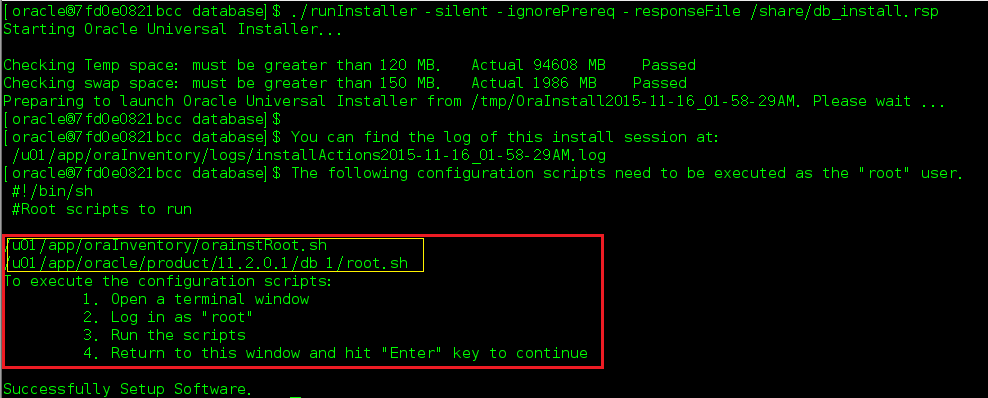 [oracle@7fd0e0821bcc database]$ ./runInstaller -silent -ignorePrereq -responseFile /share/db_install.rsp
Starting Oracle Universal Installer...
Checking Temp space: must be greater than 120 MB.   Actual 94608 MB    Passed
Checking swap space: must be greater than 150 MB.   Actual 1986 MB    Passed
Preparing to launch Oracle Universal Installer from /tmp/OraInstall2015-11-16_01-58-29AM. Please wait ...
[oracle@7fd0e0821bcc database]$
[oracle@7fd0e0821bcc database]$ You can find the log of this install session at:
 /u01/app/oraInventory/logs/installActions2015-11-16_01-58-29AM.log
[oracle@7fd0e0821bcc database]$ The following configuration scripts need to be executed as the "root" user.
 #!/bin/sh
 #Root scripts to run
/u01/app/oraInventory/orainstRoot.sh
/u01/app/oracle/product/11.2.0.1/db 1/root.sh
To execute the configuration scripts:
         1. Open a terminal window
         2. Log in as "root"
         3. Run the scripts
         4. Return to this window and hit "Enter" key to continue
Successfully Setup Software.